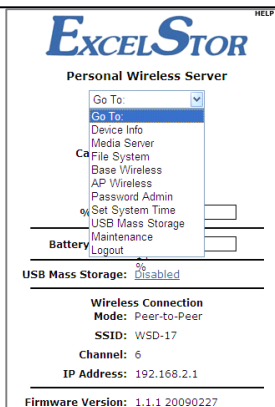 HELP
EXCELSTOR
Personal Wireless Server
Go To:
Go To:
Device Info
Media Server
Ca File System
Base Wireless
AP Wireless
Password Admin
% Set System Time
USB Mass Storage
Battery Maintenance
Logout
%
USB Mass Storage: Disabled
Wireless Connection
Mode: Peer-to-Peer
SSID: WSD-17
Channel: 6
IP Address: 192.168.2.1
Firmware Version: 1.1.1 20090227